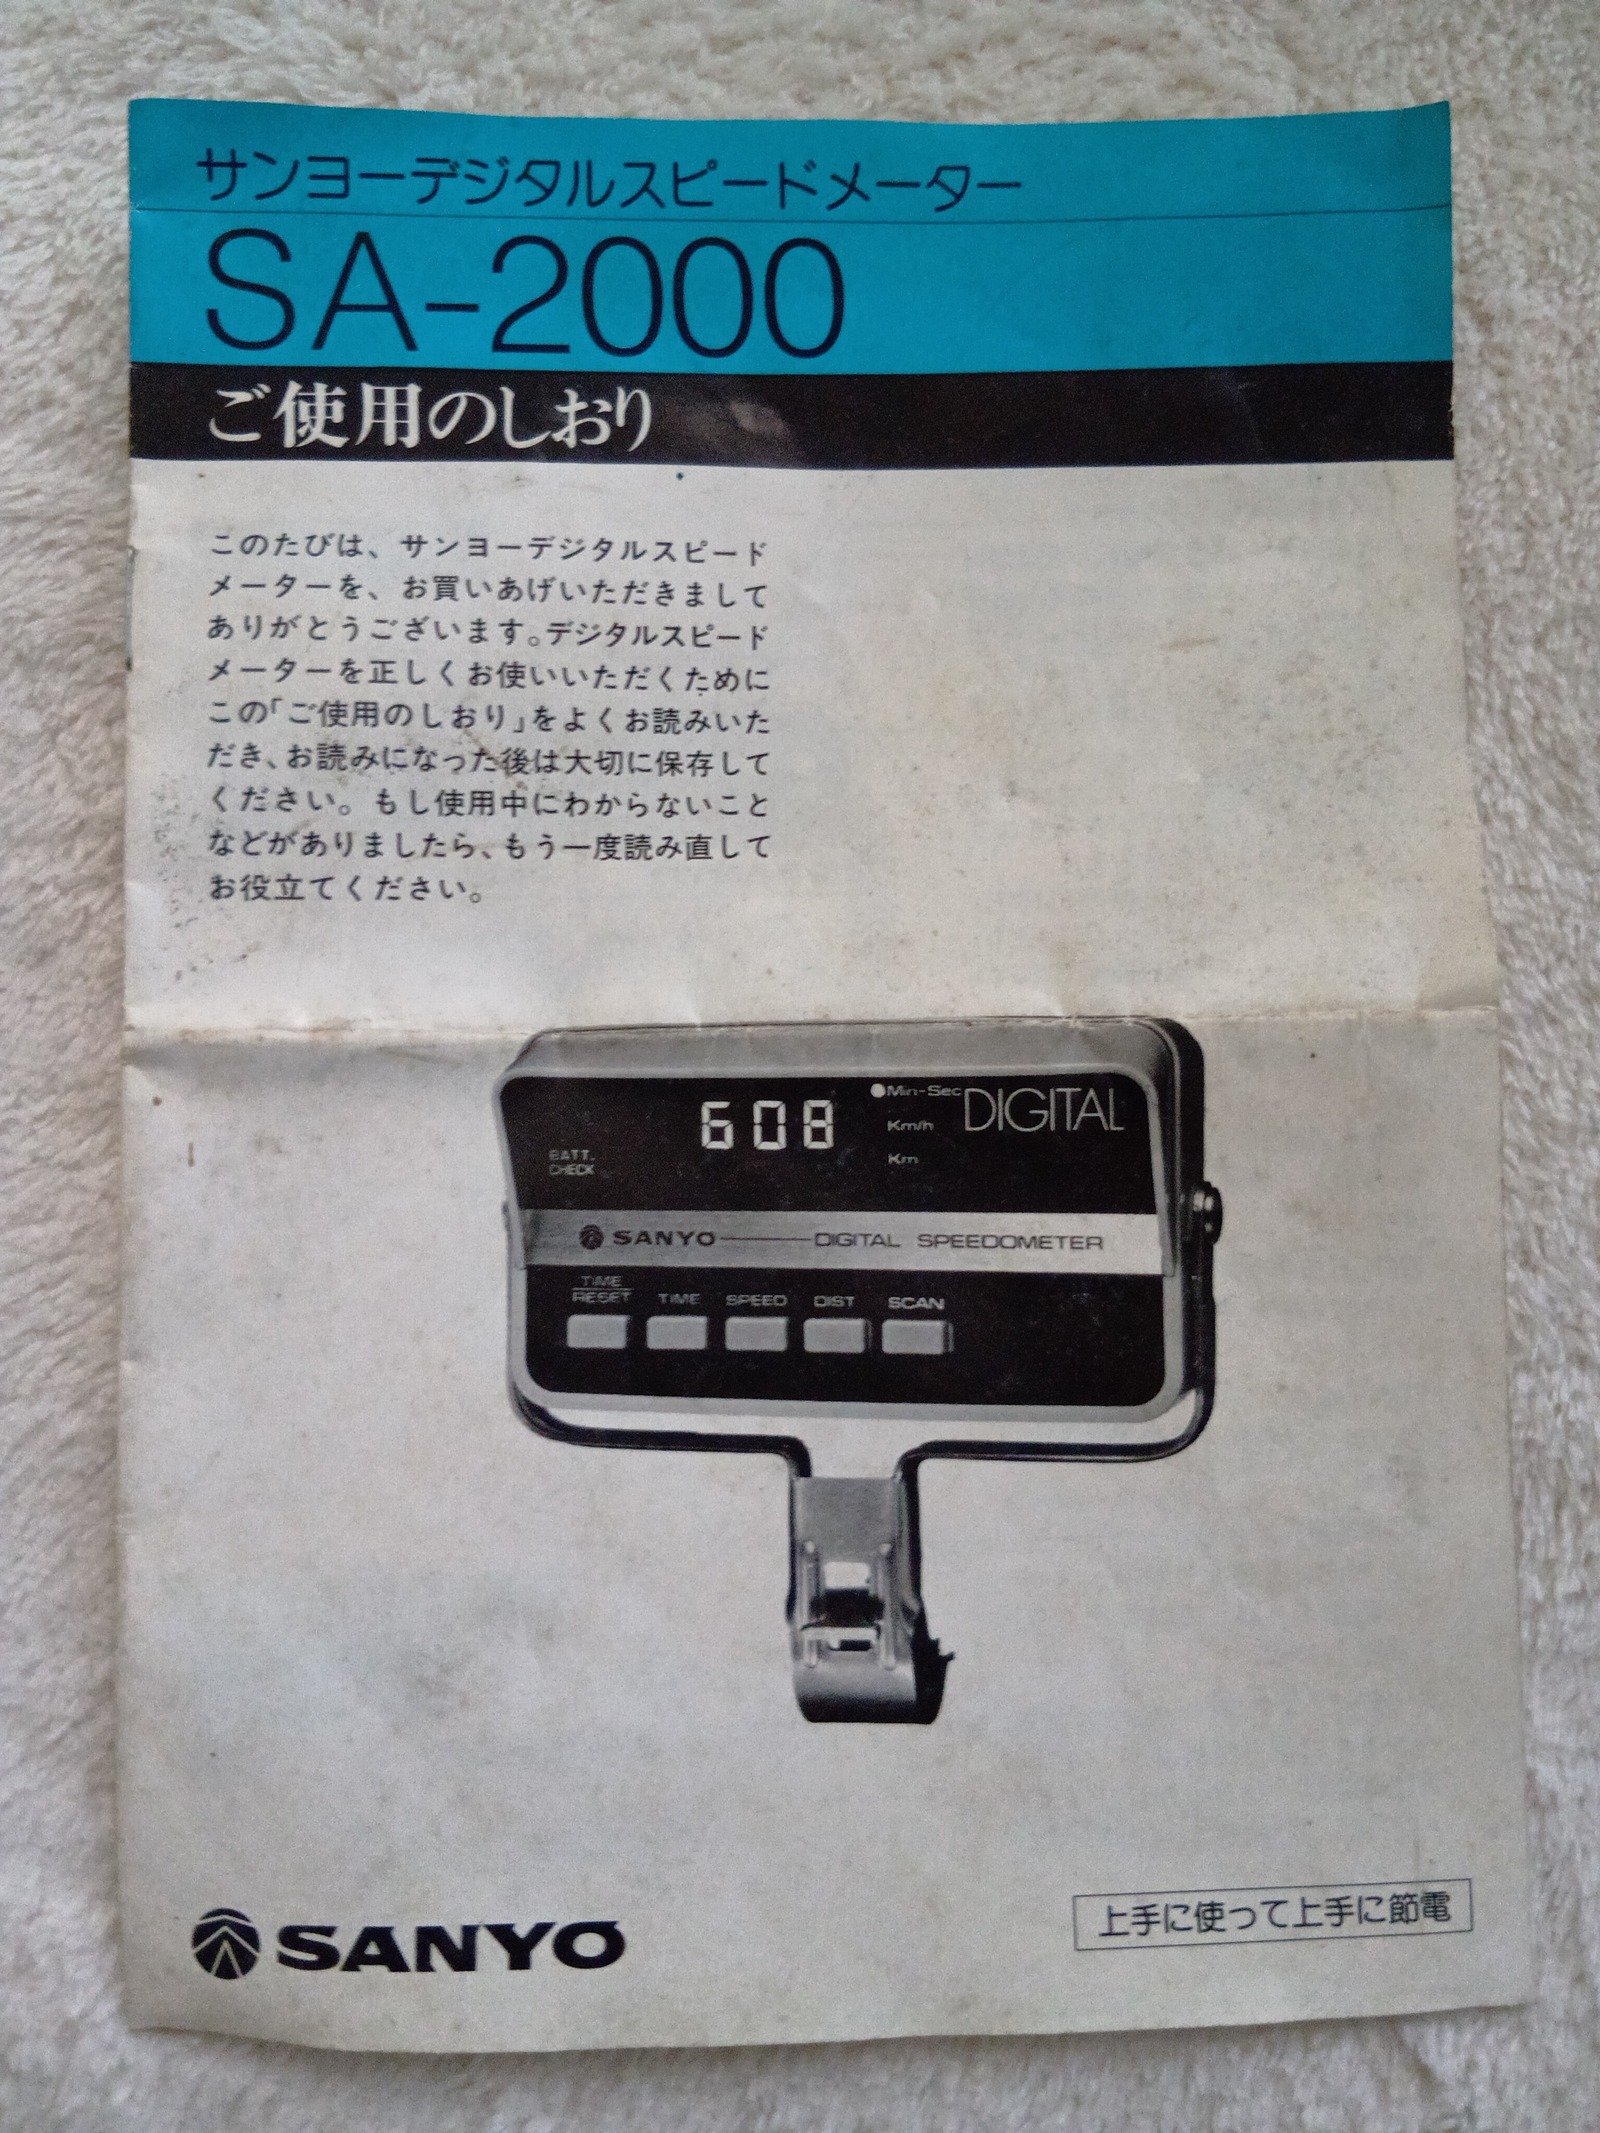 サンヨーデジタルスピードメーター
SA-2000
ご使用のしおり
このたびは、サンヨーデジタルスピード
メーターを、お買いあげいただきまして
ありがとうございます。デジタルスピード
メーターを正しくお使いいただくために
この「ご使用のしおり」をよくお読みいた
だき、お読みになった後は大切に保存して
ください。もし使用中にわからないこと
などがありましたら、もう一度読み直して
お役立てください。
608
Min-Sec
Km/h
Km
DIGITAL
BATT.
CHECK
SANYO DIGITAL SPEEDOMETER
TIME
RESET TIME SPEED DIST SCAN
SANYO
上手に使って上手に節電